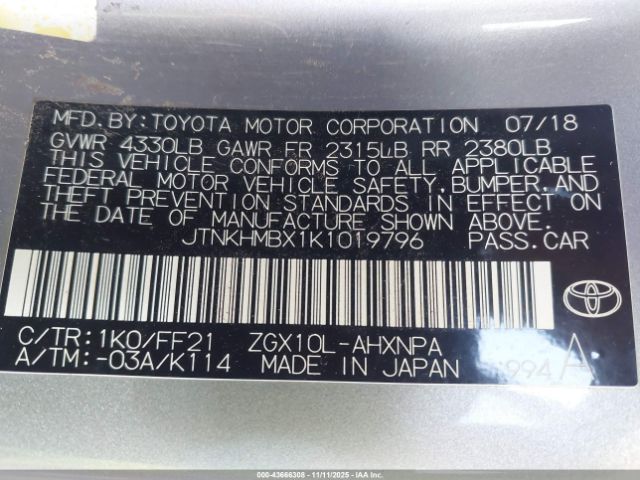 MFD. BY: TOYOTA MOTOR CORPORATION 07/18
GVWR 4330LB GAWR FR 2315LB RR 2380LB
THIS VEHICLE CONFORMS TO ALL APPLICABLE
FEDERAL MOTOR VEHICLE SAFETY, BUMPER, AND
THEFT PREVENTION STANDARDS IN EFFECT ON
THE DATE OF MANUFACTURE SHOWN ABOVE.
JTNKHMBX1K1019796 PASS. CAR
C/TR: 1K0/FF21 ZGX10L-AHXNPA
A/TM: -03A/K114 MADE IN JAPAN 994 A
000-43666308 - 11/11/2025 - IAAI.com